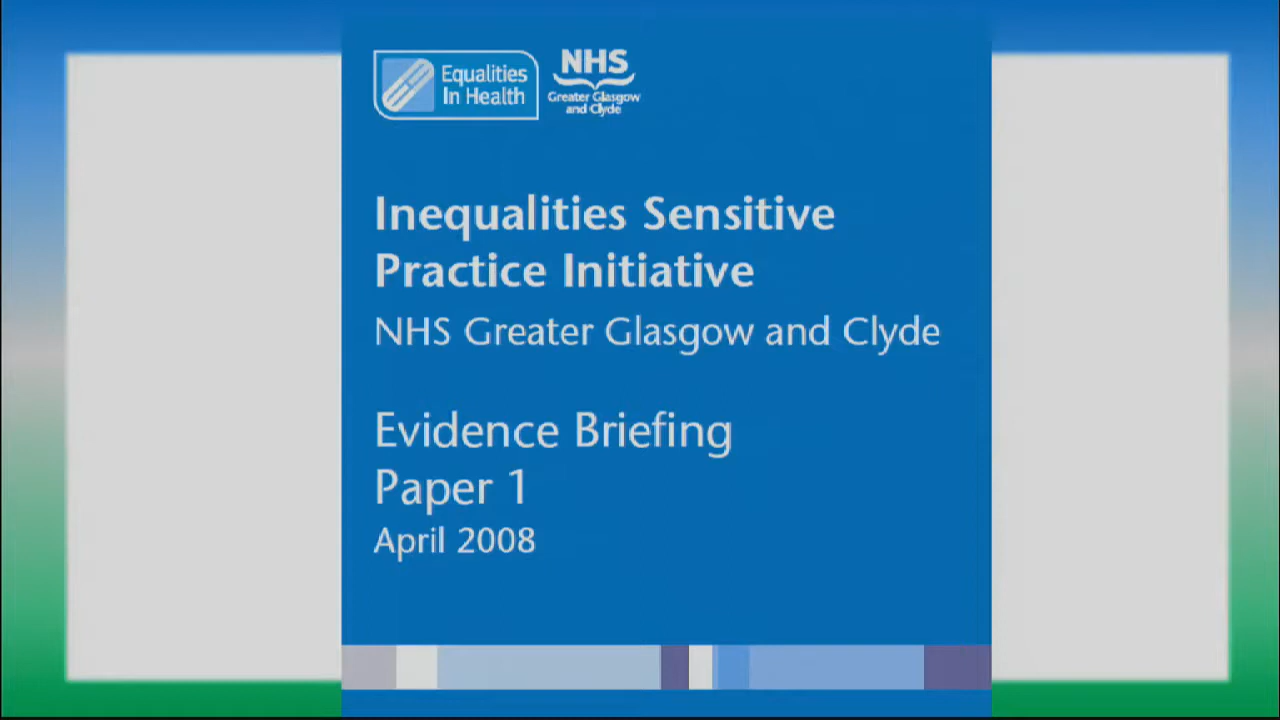 Equalities
In Health
NHS
Greater Glasgow
and Clyde
Inequalities Sensitive
Practice Initiative
NHS Greater Glasgow and Clyde
Evidence Briefing
Paper 1
April 2008